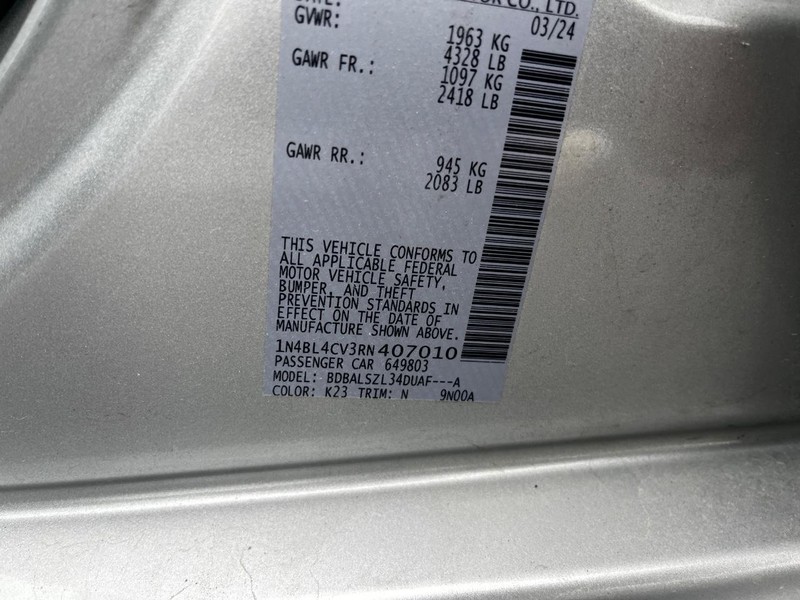 CO., LTD.
03/24
GVWR: 1963 KG
4328 LB
GAWR FR.: 1097 KG
2418 LB
GAWR RR.: 945 KG
2083 LB
THIS VEHICLE CONFORMS TO
ALL APPLICABLE FEDERAL
MOTOR VEHICLE SAFETY,
BUMPER, AND THEFT
PREVENTION STANDARDS IN
EFFECT ON THE DATE OF
MANUFACTURE SHOWN ABOVE.
1N4BL4CV3RN407010
PASSENGER CAR 649803
MODEL: BDBALSZL34DUAF---A
COLOR: K23 TRIM: N 9N00A